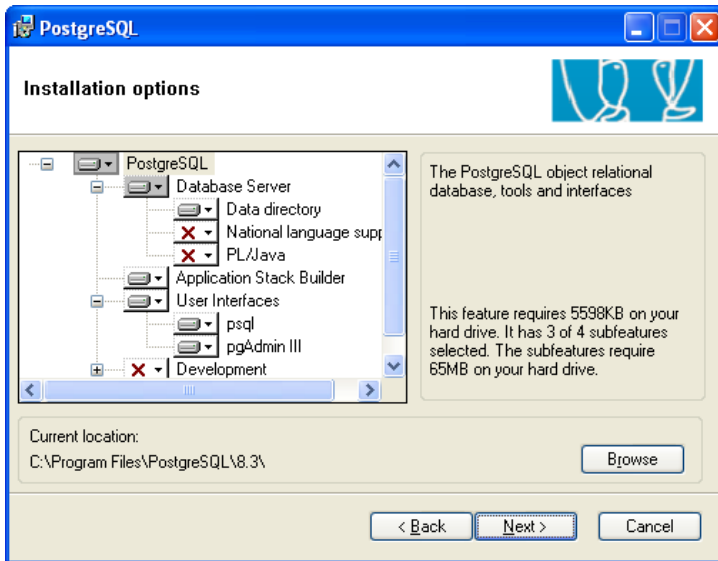 PostgreSQL
Installation options
PostgreSQL
Database Server
Data directory
National language supp
PL/Java
Application Stack Builder
User Interfaces
psql
pgAdmin III
Development
The PostgreSQL object relational
database, tools and interfaces
This feature requires 5598KB on your
hard drive. It has 3 of 4 subfeatures
selected. The subfeatures require
65MB on your hard drive.
Current location:
C:\Program Files\PostgreSQL\8.3\
Browse
< Back
Next >
Cancel